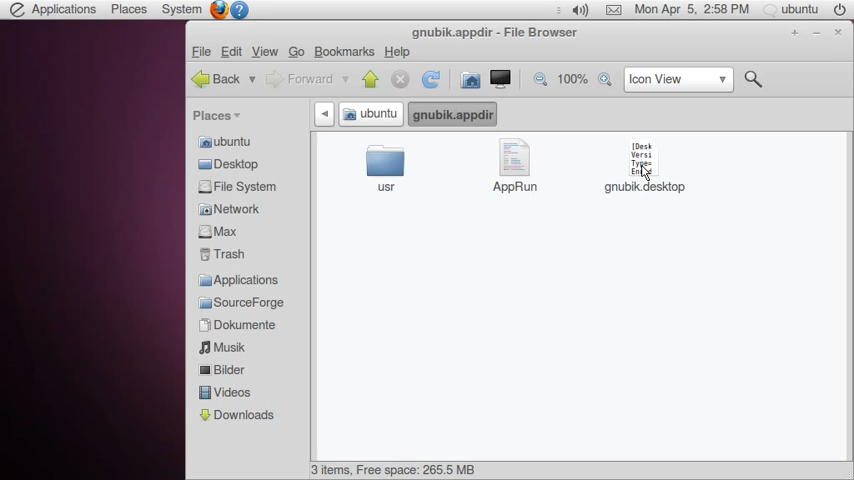 Applications Places System ? Mon Apr 5, 2:58 PM ubuntu
gnubik.appdir - File Browser
File Edit View Go Bookmarks Help
Back Forward 100% Icon View
Places ubuntu gnubik.appdir
ubuntu
Desktop
File System
Network
Max
Trash
Applications
SourceForge
Dokumente
Musik
Bilder
Videos
Downloads
[Desk
Versi
Type=
usr AppRun gnubik.desktop
3 items, Free space: 265.5 MB